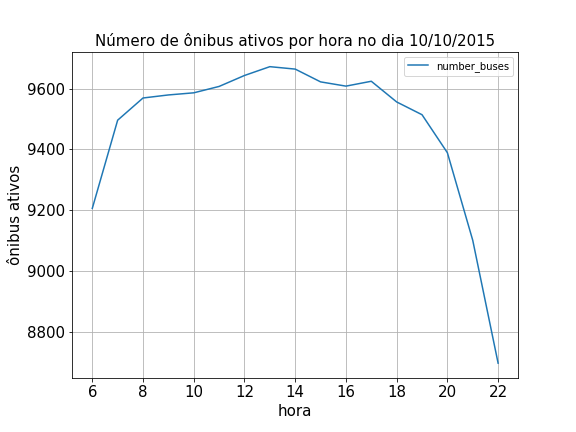 Número de ônibus ativos por hora no dia 10/10/2015
number_buses
9600
9400
9200
9000
8800
ônibus ativos
6 8 10 12 14 16 18 20 22
hora